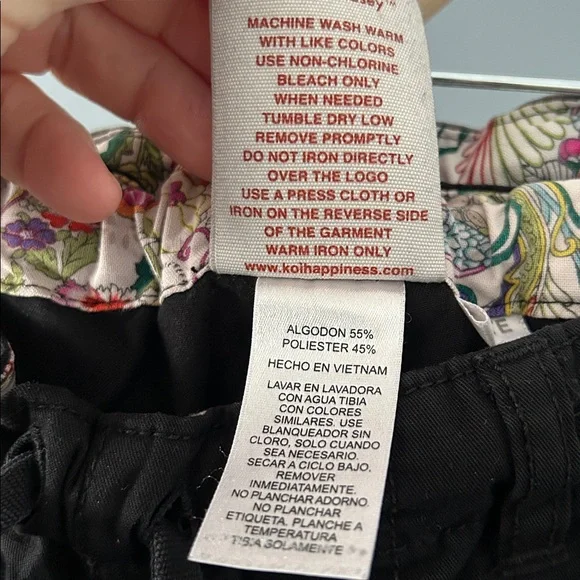 MACHINE WASH WARM
WITH LIKE COLORS
USE NON-CHLORINE
BLEACH ONLY
WHEN NEEDED
TUMBLE DRY LOW
REMOVE PROMPTLY
DO NOT IRON DIRECTLY
OVER THE LOGO
USE A PRESS CLOTH OR
IRON ON THE REVERSE SIDE
OF THE GARMENT
WARM IRON ONLY
www.koihappiness.com
ALGODON 55%
POLIESTER 45%
HECHO EN VIETNAM
LAVAR EN LAVADORA
CON AGUA TIBIA
CON COLORES
SIMILARES. USE
BLANQUEADOR SIN
CLORO, SOLO CUANDO
SEA NECESARIO.
SECAR A CICLO BAJO.
REMOVER
INMEDIATAMENTE.
NO PLANCHAR ADORNO.
NO PLANCHAR
ETIQUETA. PLANCHE A
TEMPERATURA
TIBIA SOLAMENTE